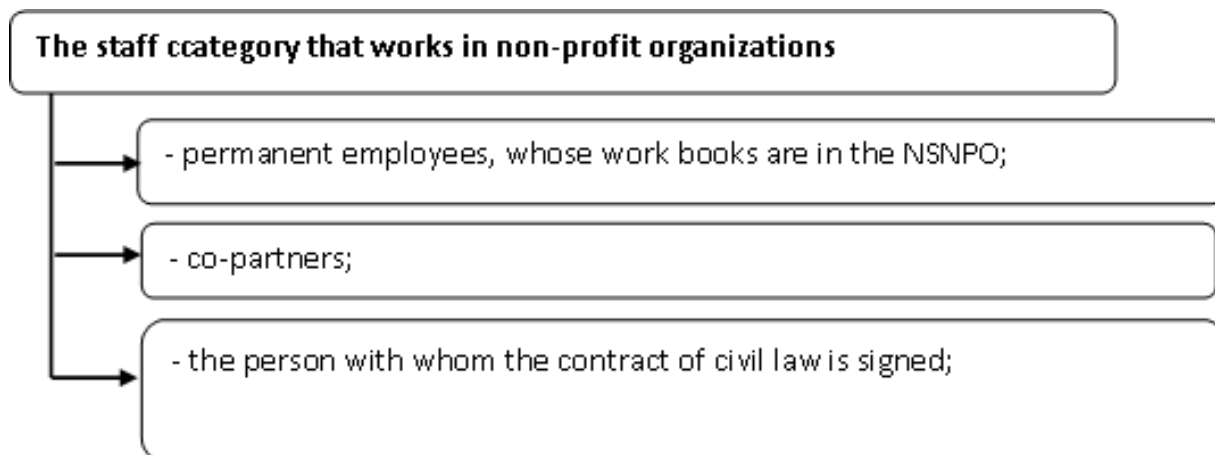 The staff ccategory that works in non-profit organizations
- permanent employees, whose work books are in the NSNPO;
- co-partners;
- the person with whom the contract of civil law is signed;